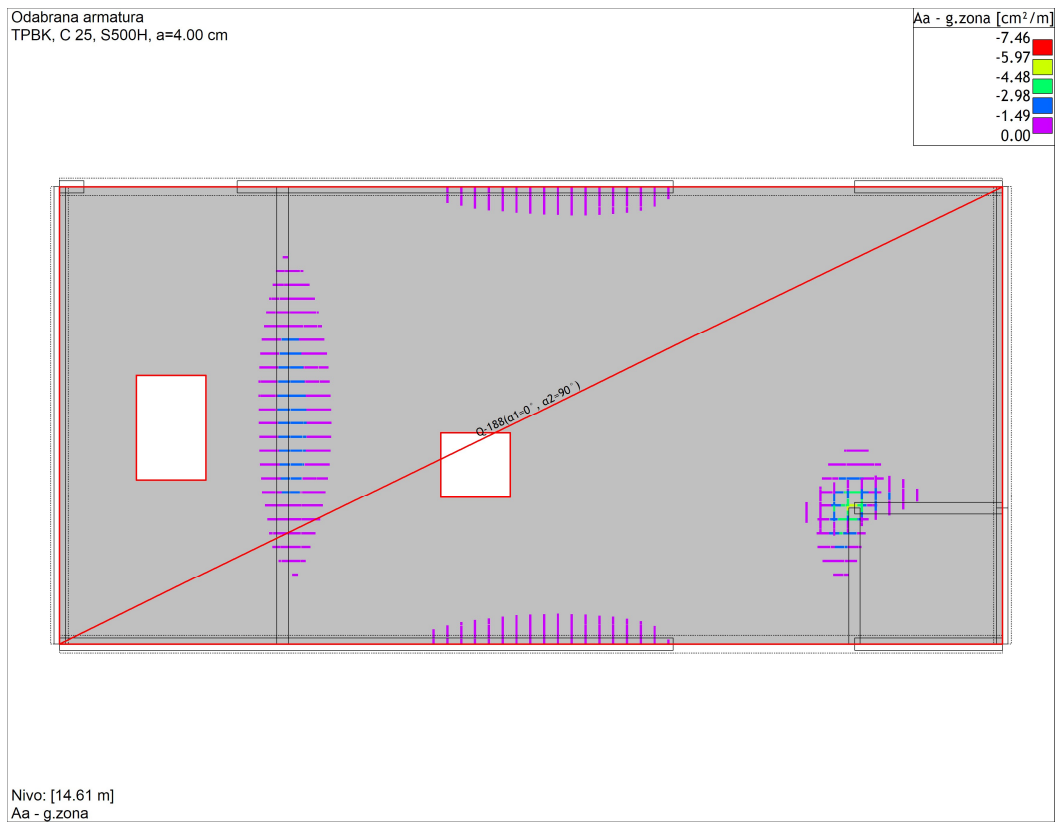 Odabrana armatura
TPBK, C 25, S500H, a=4.00 cm
Aa - g.zona [cm²/m]
-7.46
-5.97
-4.48
-2.98
-1.49
0.00
Q-188(α1=0°, α2=90°)
Nivo: [14.61 m]
Aa - g.zona